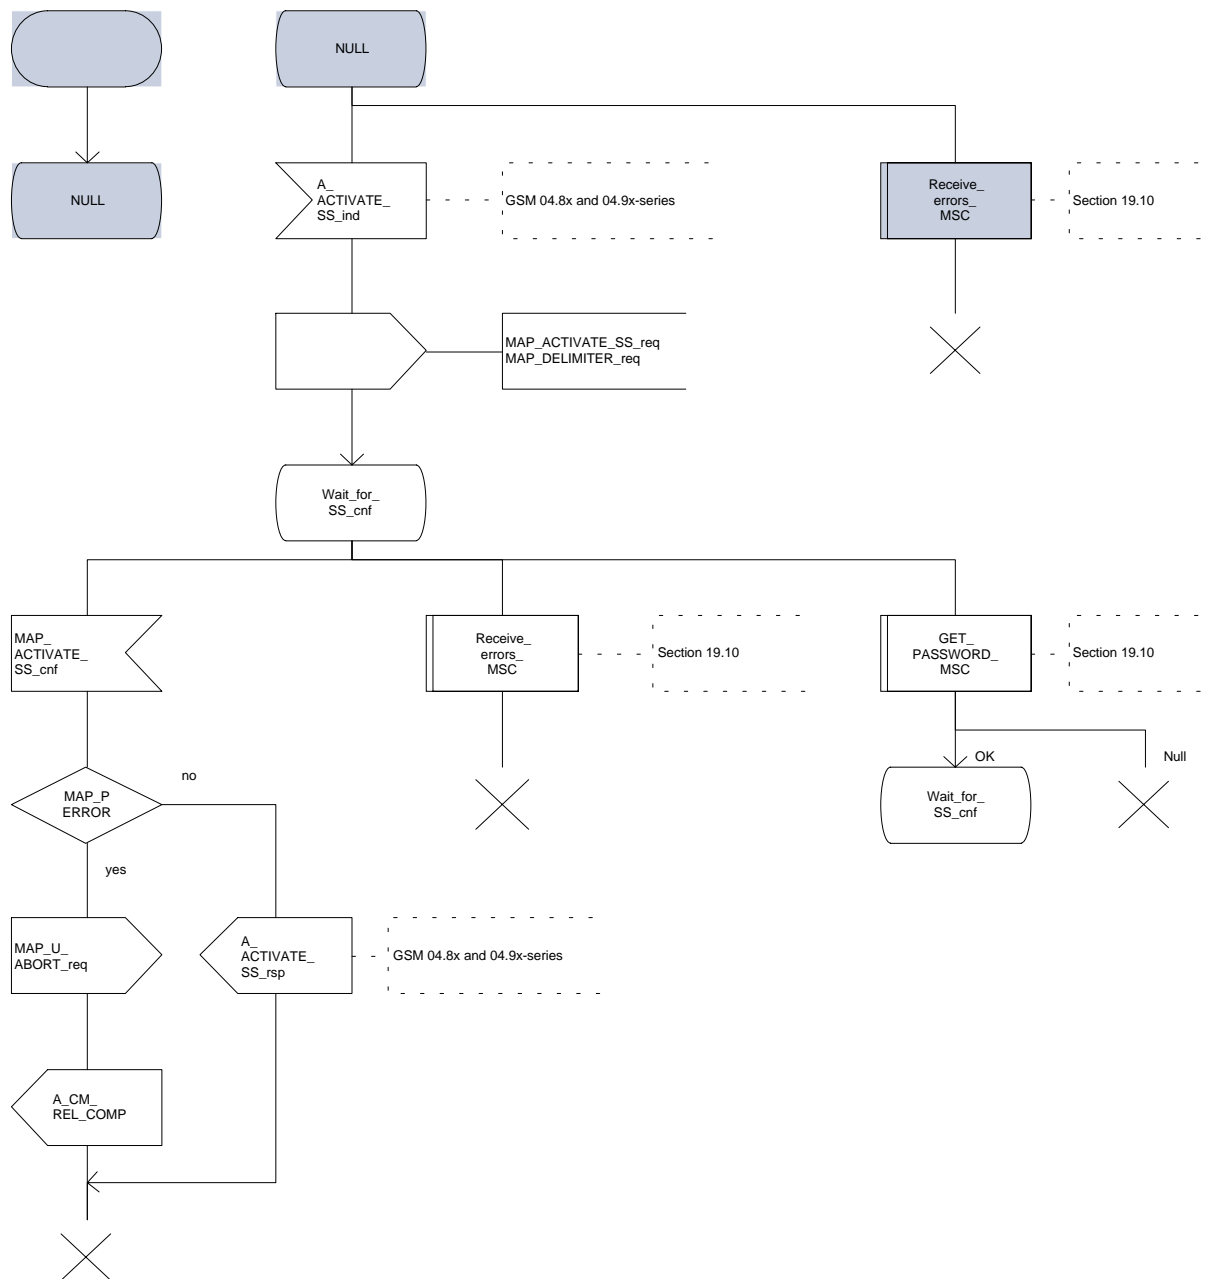 NULL
NULL
A_
ACTIVATE_
SS_ind
GSM 04.8x and 04.9x-series
Receive_
errors_
MSC
Section 19.10
MAP_ACTIVATE_SS_req
MAP_DELIMITER_req
Wait_for_
SS_cnf
MAP_
ACTIVATE_
SS_cnf
Receive_
errors_
MSC
Section 19.10
GET_
PASSWORD_
MSC
Section 19.10
OK
Null
no
MAP_P
ERROR
Wait_for_
SS_cnf
yes
MAP_U_
ABORT_req
A_
ACTIVATE_
SS_rsp
GSM 04.8x and 04.9x-series
A_CM_
REL_COMP